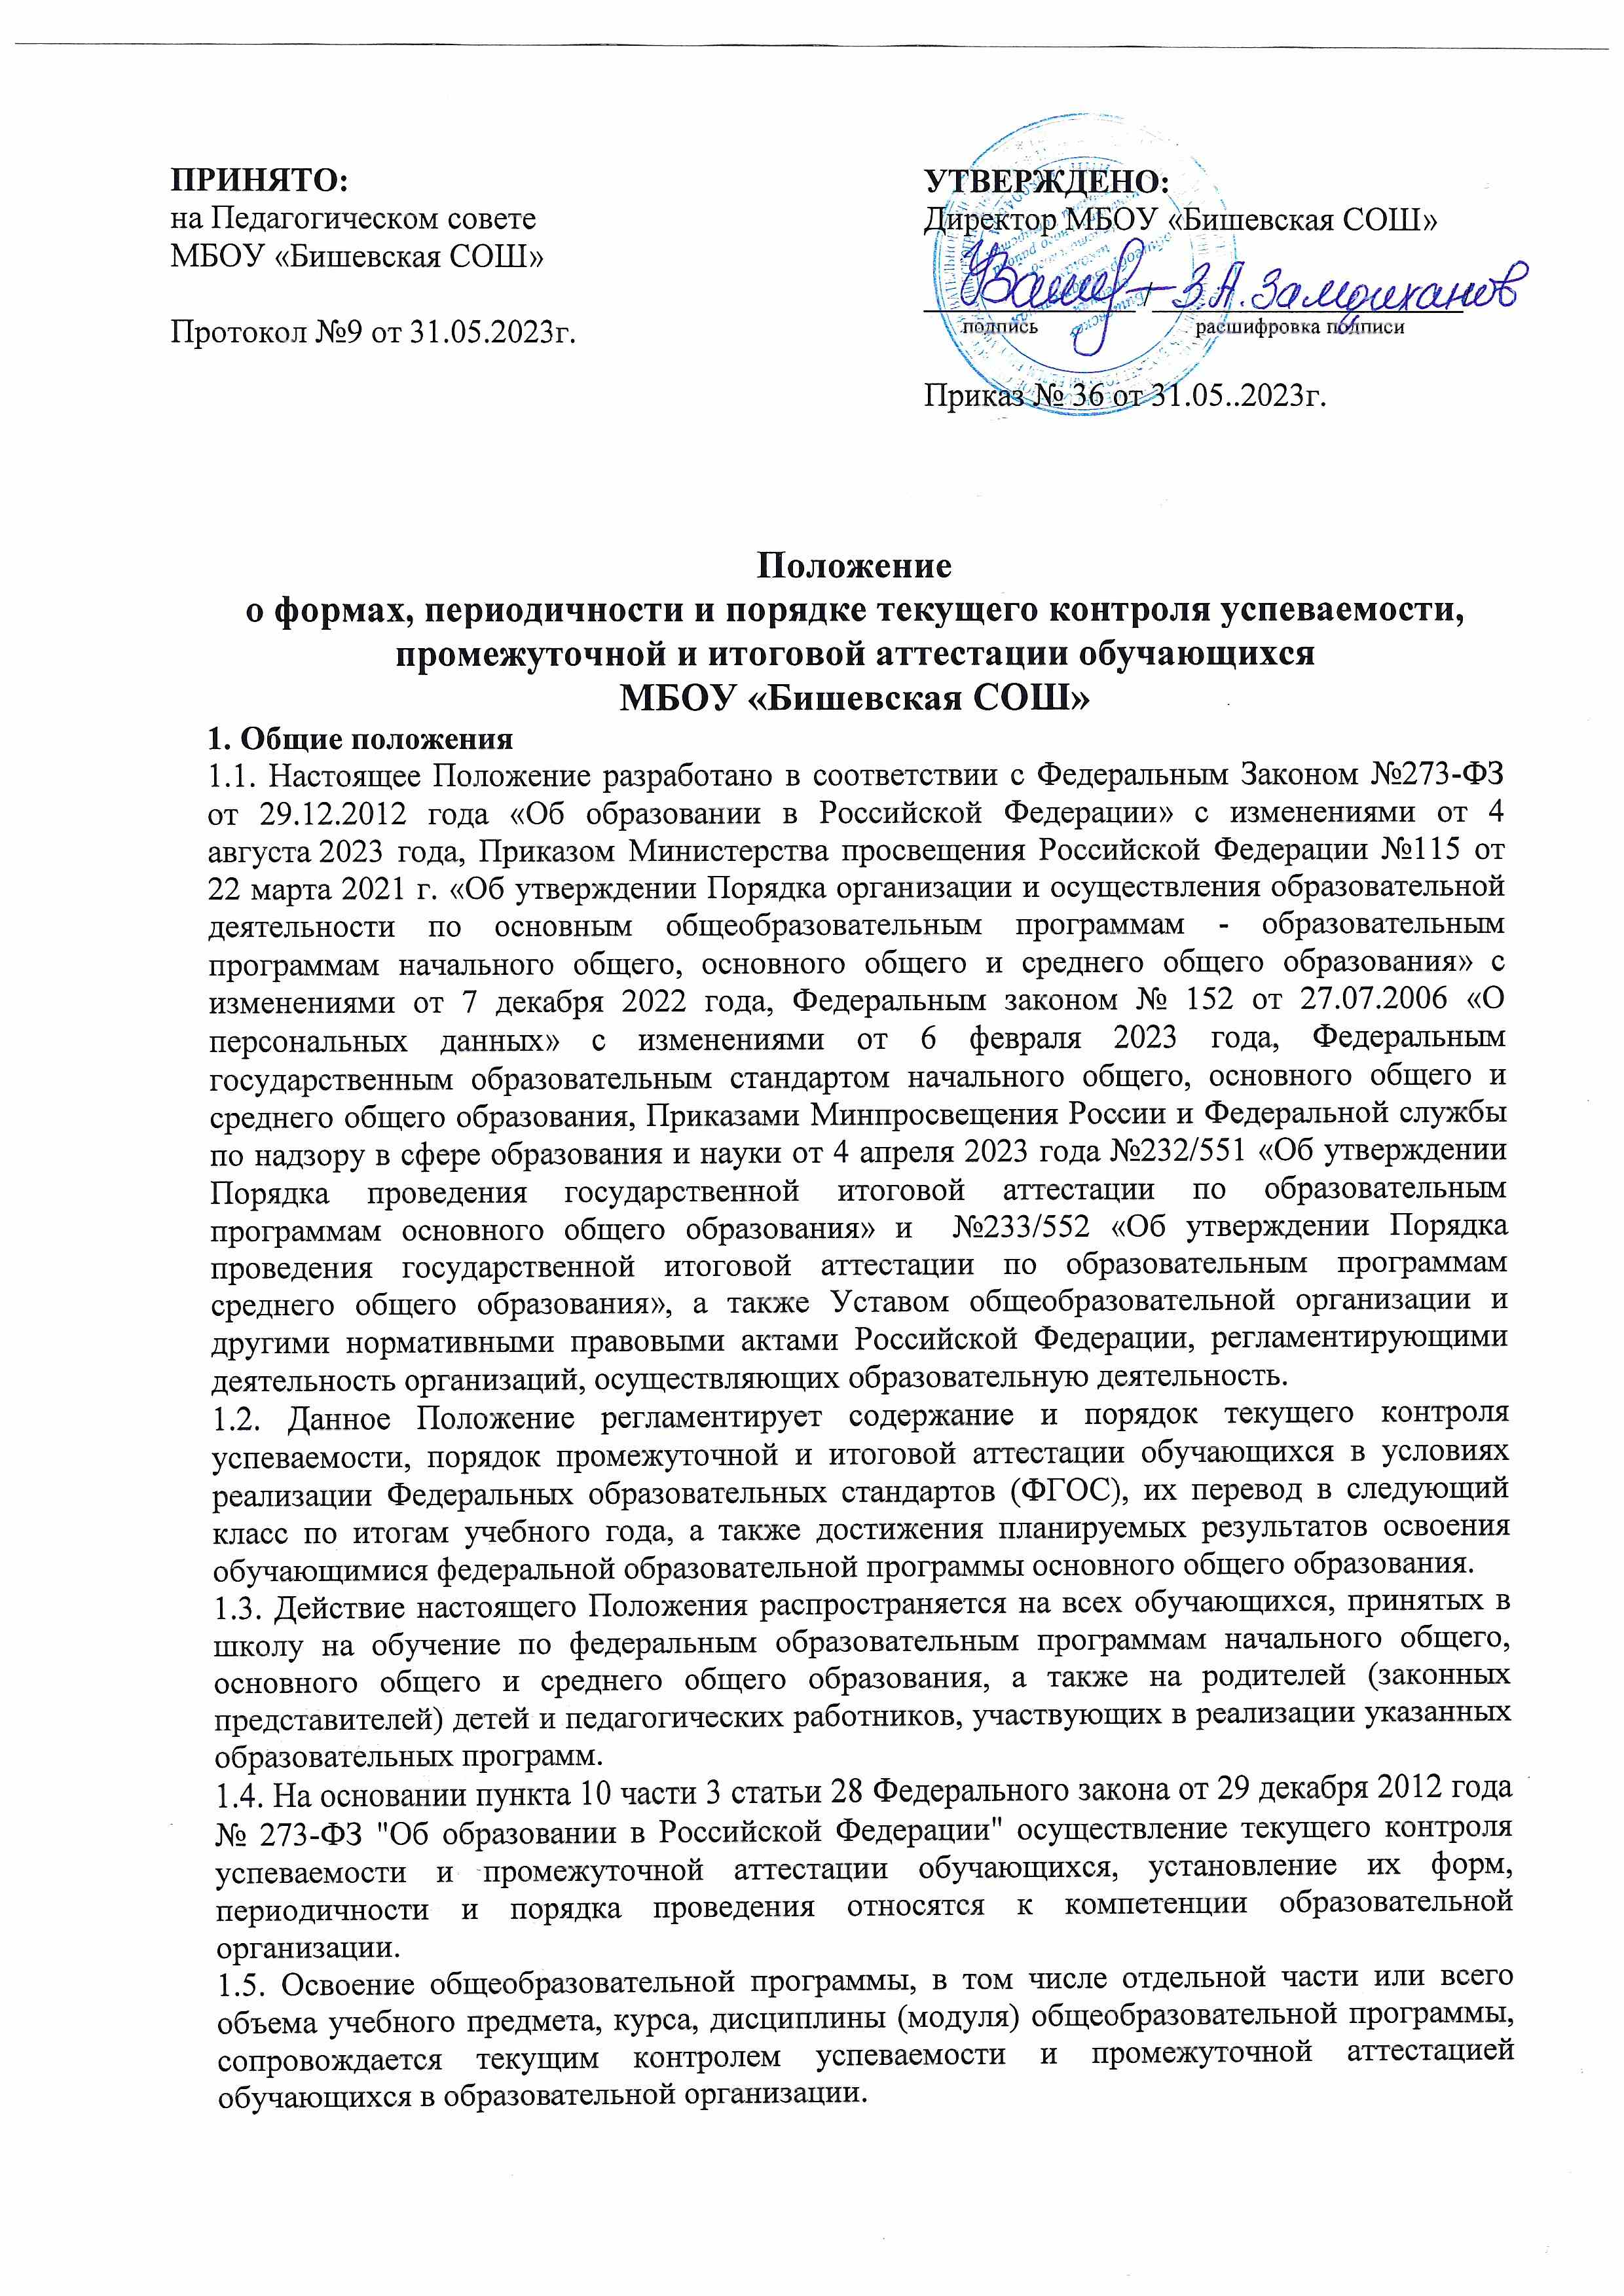 ПРИНЯТО:
на Педагогическом совете
МБОУ «Бишевская СОШ»
Протокол №9 от 31.05.2023г.
УТВЕРЖДЕНО:
Директор МБОУ «Бишевская СОШ»
/ З.А.
подпись расшифровка подписи
Приказ № 36 от 31.05..2023г.
Положение
о формах, периодичности и порядке текущего контроля успеваемости,
промежуточной и итоговой аттестации обучающихся
МБОУ «Бишевская СОШ»
1. Общие положения
1.1. Настоящее Положение разработано в соответствии с Федеральным Законом №273-ФЗ
от 29.12.2012 года «Об образовании в Российской Федерации» с изменениями от 4
августа 2023 года, Приказом Министерства просвещения Российской Федерации №115 от
22 марта 2021 г. «Об утверждении Порядка организации и осуществления образовательной
деятельности по основным общеобразовательным программам - образовательным
программам начального общего, основного общего и среднего общего образования» с
изменениями от 7 декабря 2022 года, Федеральным законом № 152 от 27.07.2006 «О
персональных данных» с изменениями от 6 февраля 2023 года, Федеральным
государственным образовательным стандартом начального общего, основного общего и
среднего общего образования, Приказами Минпросвещения России и Федеральной службы
по надзору в сфере образования и науки от 4 апреля 2023 года №232/551 «Об утверждении
Порядка проведения государственной итоговой аттестации по образовательным
программам основного общего образования» и №233/552 «Об утверждении Порядка
проведения государственной итоговой аттестации по образовательным программам
среднего общего образования», а также Уставом общеобразовательной организации и
другими нормативными правовыми актами Российской Федерации, регламентирующими
деятельность организаций, осуществляющих образовательную деятельность.
1.2. Данное Положение регламентирует содержание и порядок текущего контроля
успеваемости, порядок промежуточной и итоговой аттестации обучающихся в условиях
реализации Федеральных образовательных стандартов (ФГОС), их перевод в следующий
класс по итогам учебного года, а также достижения планируемых результатов освоения
обучающимися федеральной образовательной программы основного общего образования.
1.3. Действие настоящего Положения распространяется на всех обучающихся, принятых в
школу на обучение по федеральным образовательным программам начального общего,
основного общего и среднего общего образования, а также на родителей (законных
представителей) детей и педагогических работников, участвующих в реализации указанных
образовательных программ.
1.4. На основании пункта 10 части 3 статьи 28 Федерального закона от 29 декабря 2012 года
№ 273-ФЗ "Об образовании в Российской Федерации" осуществление текущего контроля
успеваемости и промежуточной аттестации обучающихся, установление их форм,
периодичности и порядка проведения относятся к компетенции образовательной
организации.
1.5. Освоение общеобразовательной программы, в том числе отдельной части или всего
объема учебного предмета, курса, дисциплины (модуля) общеобразовательной программы,
сопровождается текущим контролем успеваемости и промежуточной аттестацией
обучающихся в образовательной организации.